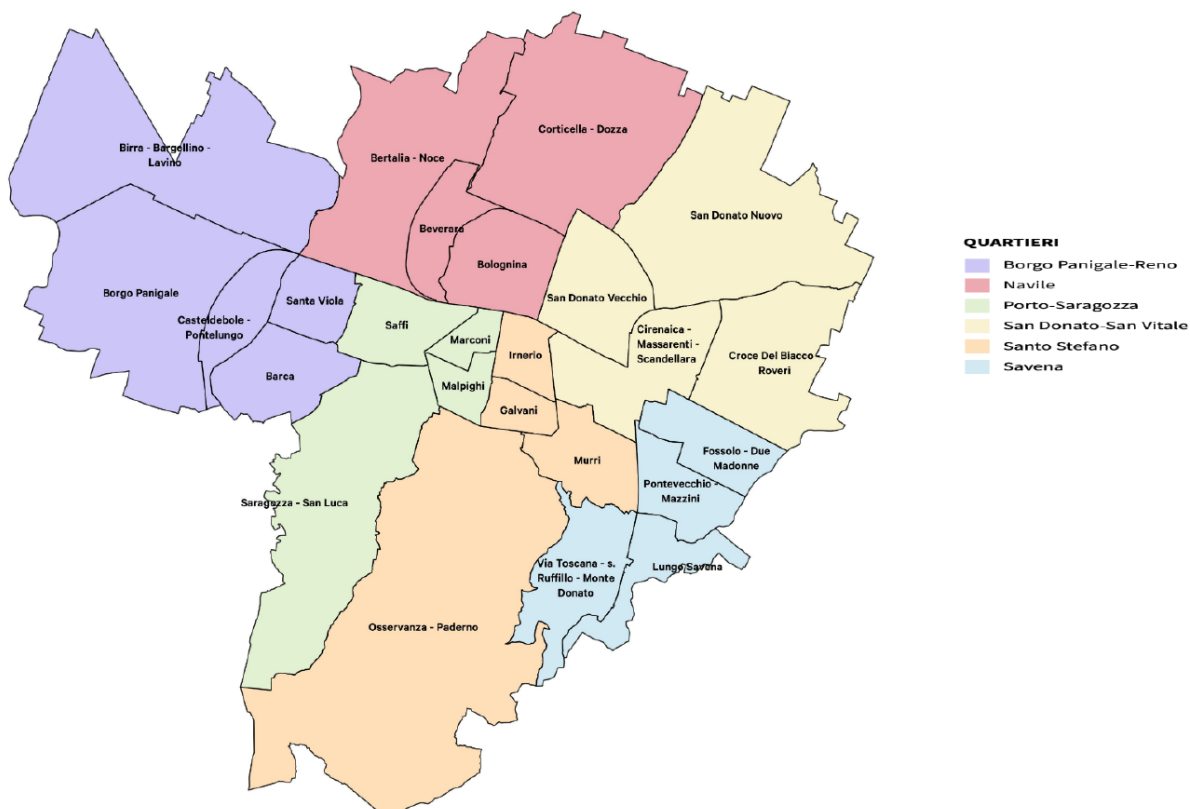 Corticella - Dozza
Birra - Bargellino -
Lavino
Bertalia - Noce
San Donato Nuovo
Beverara
Bolognina
Borgo Panigale
Santa Viola
San Donato Vecchio
Casteldebole -
Pontelungo
Saffi
Marconi
Irnerio
Cirenaica -
Massarenti -
Scandellara
Croce Del Biacco
Roveri
Barca
Malpighi
Galvani
Murri
Fossolo - Due
Madonne
Pontevecchio -
Mazzini
Saragozza - San Luca
Via Toscana - s.
Ruffillo - Monte
Donato
Lungo Savena
Osservanza - Paderno
QUARTIERI
Borgo Panigale-Reno
Navile
Porto-Saragozza
San Donato-San Vitale
Santo Stefano
Savena